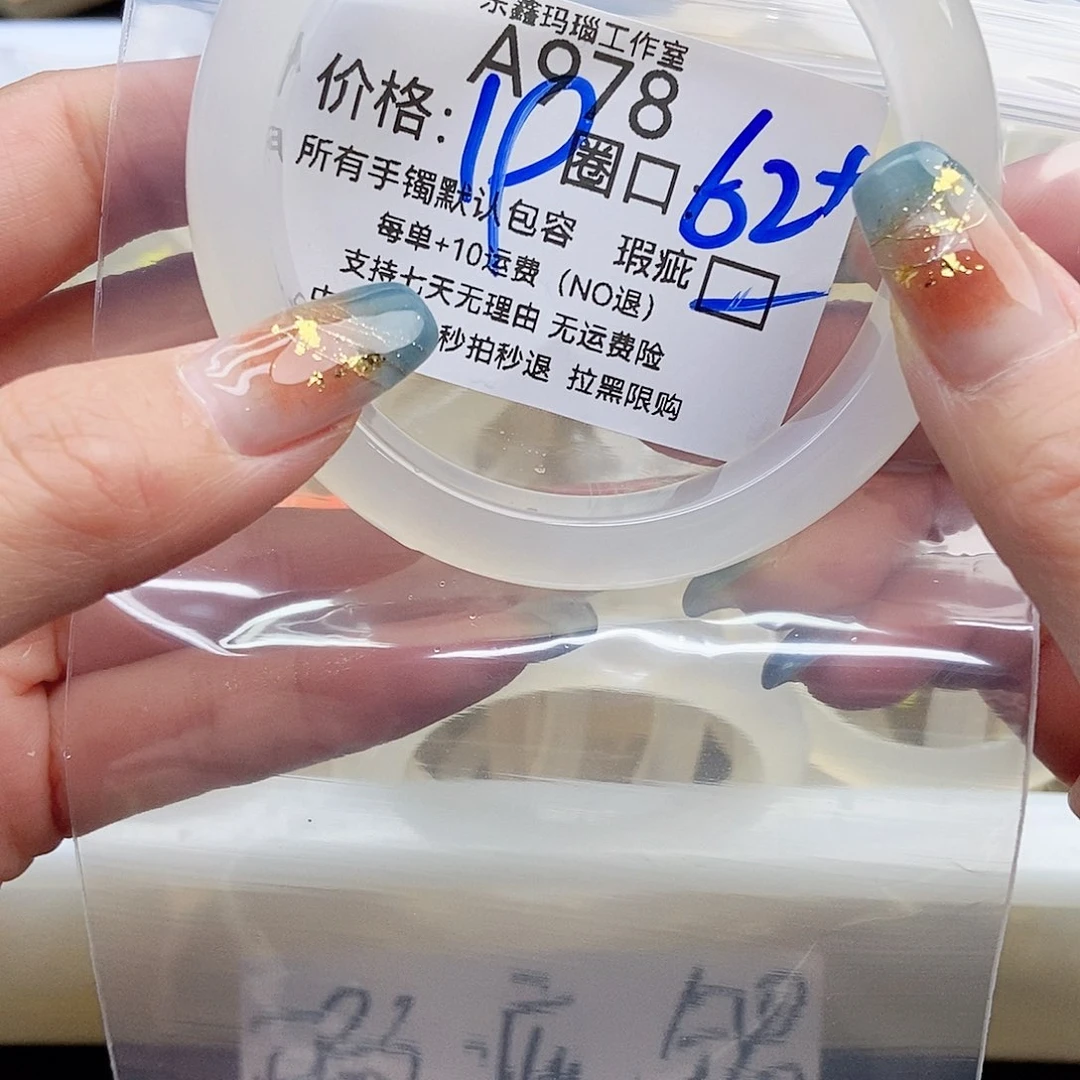 鑫玛瑙工作室
A978
价格: 圈口: 62+
所有手镯默认包容 瑕疵
每单+10运费（NO退）
支持七天无理由 无运费险
秒拍秒退 拉黑限购